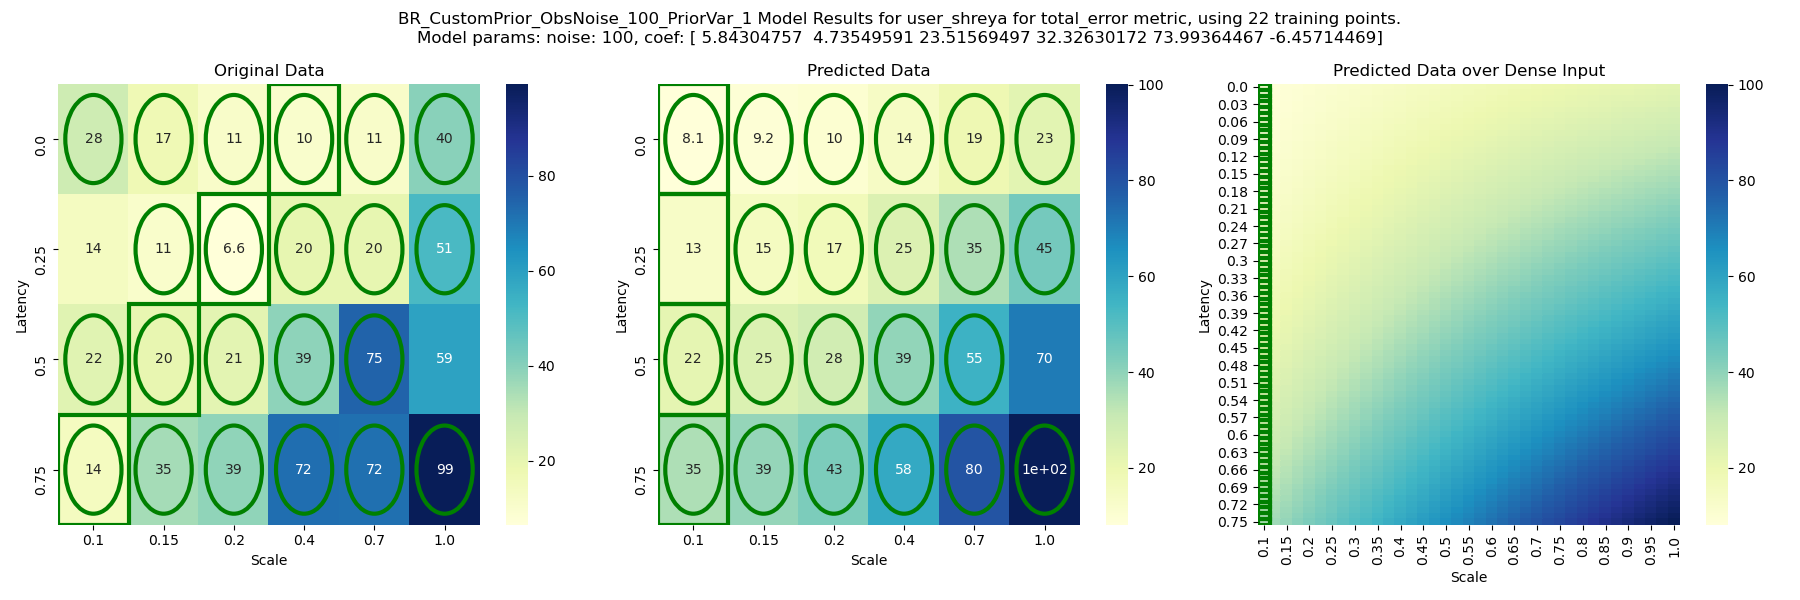 BR_CustomPrior_ObsNoise_100_PriorVar_1 Model Results for user_shreya for total_error metric, using 22 training points.
Model params: noise: 100, coef: [ 5.84304757  4.73549591 23.51569497 32.32630172 73.99364467 -6.45714469]
Original Data
Latency
0.0
28 17 11 10 11 40
0.25
14 11 6.6 20 20 51
0.5
22 20 21 39 75 59
0.75
14 35 39 72 72 99
0.1 0.15 0.2 0.4 0.7 1.0
Scale
80
60
40
20
Predicted Data
Latency
0.0
8.1 9.2 10 14 19 23
0.25
13 15 17 25 35 45
0.5
22 25 28 39 55 70
0.75
35 39 43 58 80 1e+02
0.1 0.15 0.2 0.4 0.7 1.0
Scale
100
80
60
40
20
Predicted Data over Dense Input
Latency
0.0
0.03
0.06
0.09
0.12
0.15
0.18
0.21
0.24
0.27
0.3
0.33
0.36
0.39
0.42
0.45
0.48
0.51
0.54
0.57
0.6
0.63
0.66
0.69
0.72
0.75
0.1 0.15 0.2 0.25 0.3 0.35 0.4 0.45 0.5 0.55 0.6 0.65 0.7 0.75 0.8 0.85 0.9 0.95 1.0
Scale
100
80
60
40
20